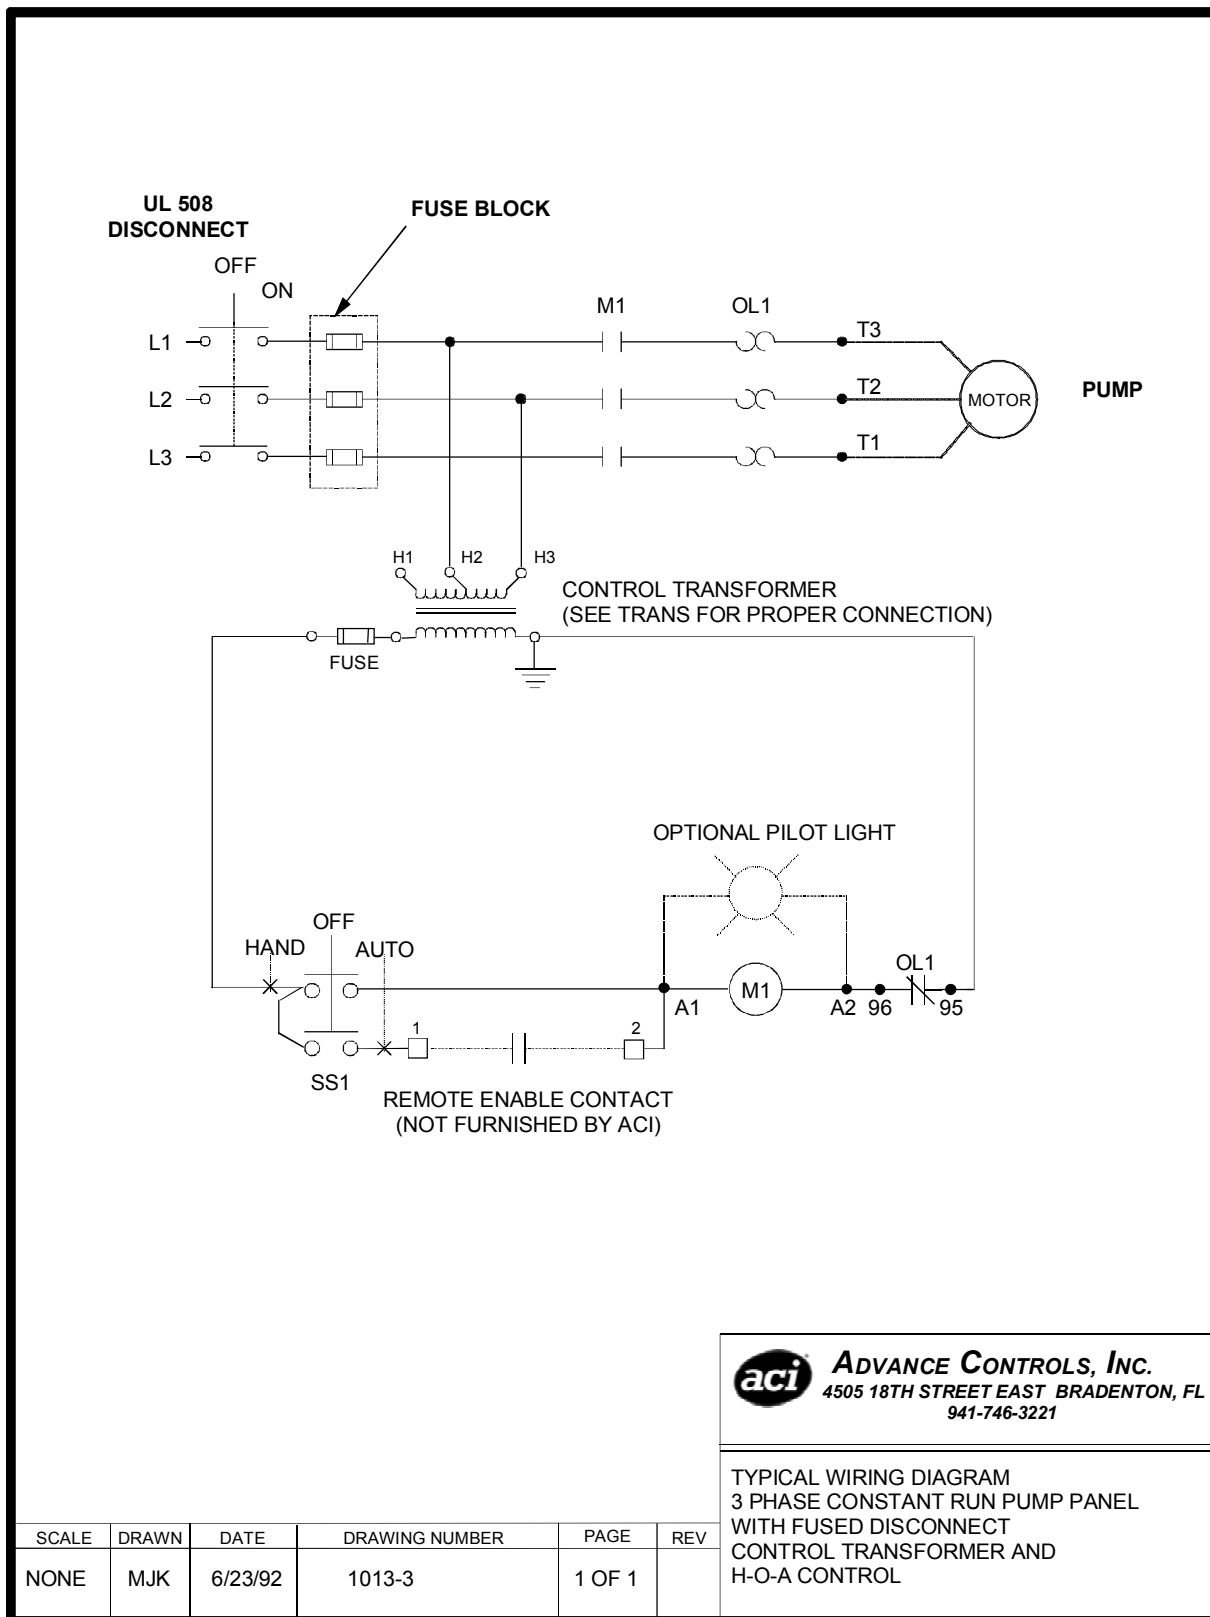 UL 508
DISCONNECT
FUSE BLOCK
OFF
ON
M1
OL1
L1
T3
L2
T2
MOTOR
PUMP
L3
T1
H1
H2
H3
CONTROL TRANSFORMER
(SEE TRANS FOR PROPER CONNECTION)
FUSE
OPTIONAL PILOT LIGHT
OFF
HAND
AUTO
OL1
M1
A1
A2
96
95
1
2
SS1
REMOTE ENABLE CONTACT
(NOT FURNISHED BY ACI)
aci
ADVANCE CONTROLS, INC.
4505 18TH STREET EAST BRADENTON, FL
941-746-3221
TYPICAL WIRING DIAGRAM
3 PHASE CONSTANT RUN PUMP PANEL
WITH FUSED DISCONNECT
CONTROL TRANSFORMER AND
H-O-A CONTROL
SCALE DRAWN DATE DRAWING NUMBER PAGE REV
NONE MJK 6/23/92 1013-3 1 OF 1